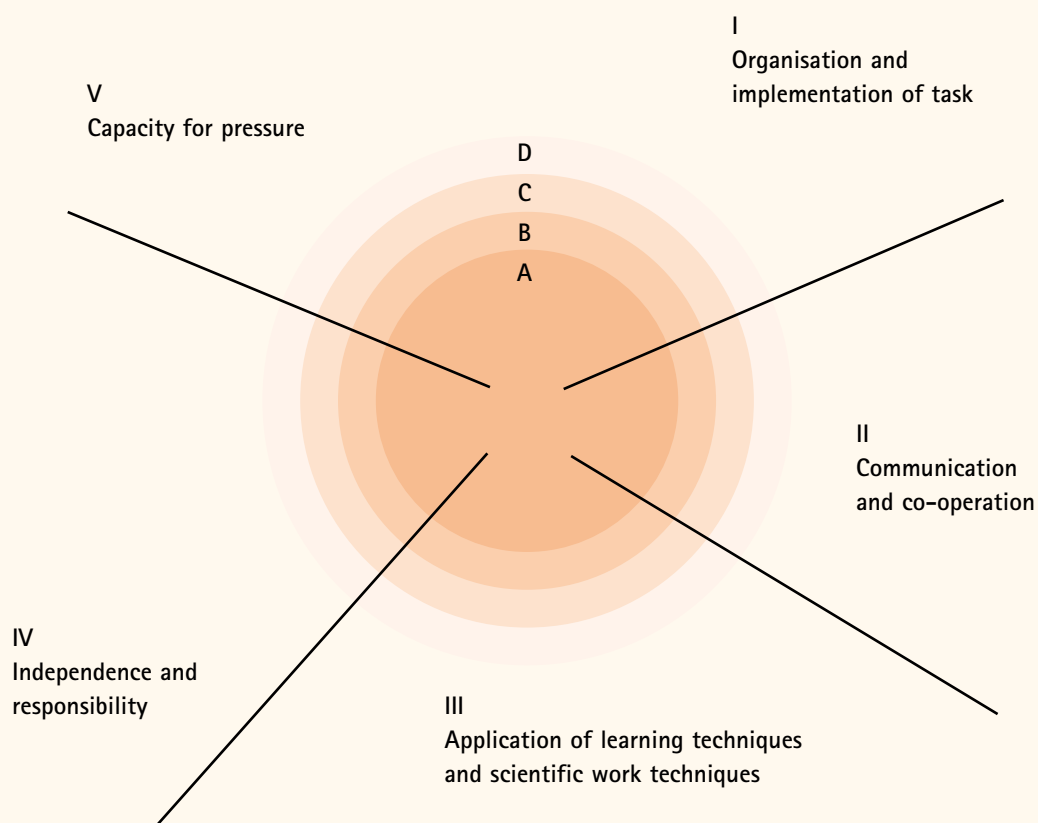 I
Organisation and
implementation of task
V
Capacity for pressure
D
C
B
A
II
Communication
and co-operation
IV
Independence and
responsibility
III
Application of learning techniques
and scientific work techniques